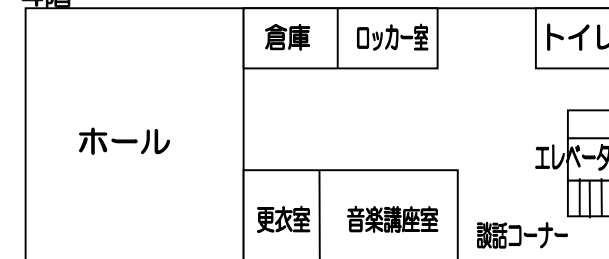 倉庫
ロッカー室
トイレ
ホール
エレベータ
更衣室
音楽講座室
談話コーナー